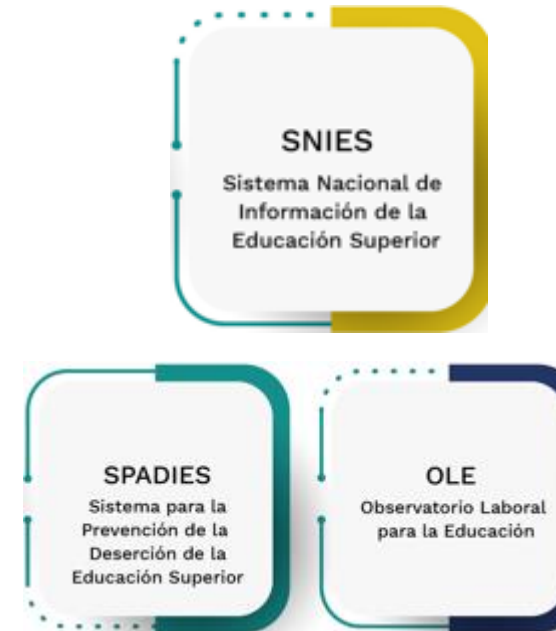 SNIES
Sistema Nacional de
Información de la
Educación Superior
SPADIES
Sistema para la
Prevención de la
Deserción de la
Educación Superior
OLE
Observatorio Laboral
para la Educación